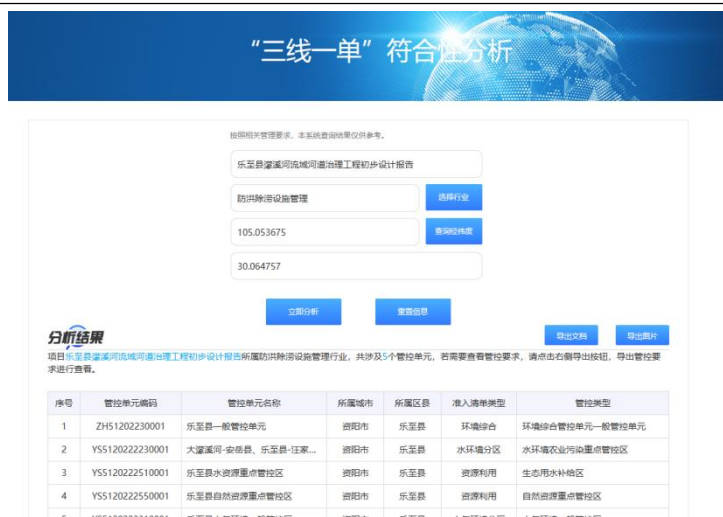 “三线一单”符合性分析
按照相关管理要求，本系统查询结果仅供参考。
乐至县蒙溪河流域河道治理工程初步设计报告
防洪除涝设施管理
选择行业
105.053675
查询经纬度
30.064757
立即分析
重置信息
分析结果
导出文档
导出图片
项目乐至县蒙溪河流域河道治理工程初步设计报告所属防洪除涝设施管理行业，共涉及5个管控单元，若需要查看管控要求，请点击右侧导出按钮，导出管控要
求进行查看。
序号 管控单元编码 管控单元名称 所属城市 所属区县 准入清单类型 管控类型
1 ZH51202230001 乐至县一般管控单元 资阳市 乐至县 环境综合 环境综合管控单元一般管控单元
2 YS5120222230001 大濛溪河-安岳县、乐至县-汪家... 资阳市 乐至县 水环境分区 水环境农业污染重点管控区
3 YS5120222510001 乐至县水资源重点管控区 资阳市 乐至县 资源利用 生态用水补给区
4 YS5120222550001 乐至县自然资源重点管控区 资阳市 乐至县 资源利用 自然资源重点管控区